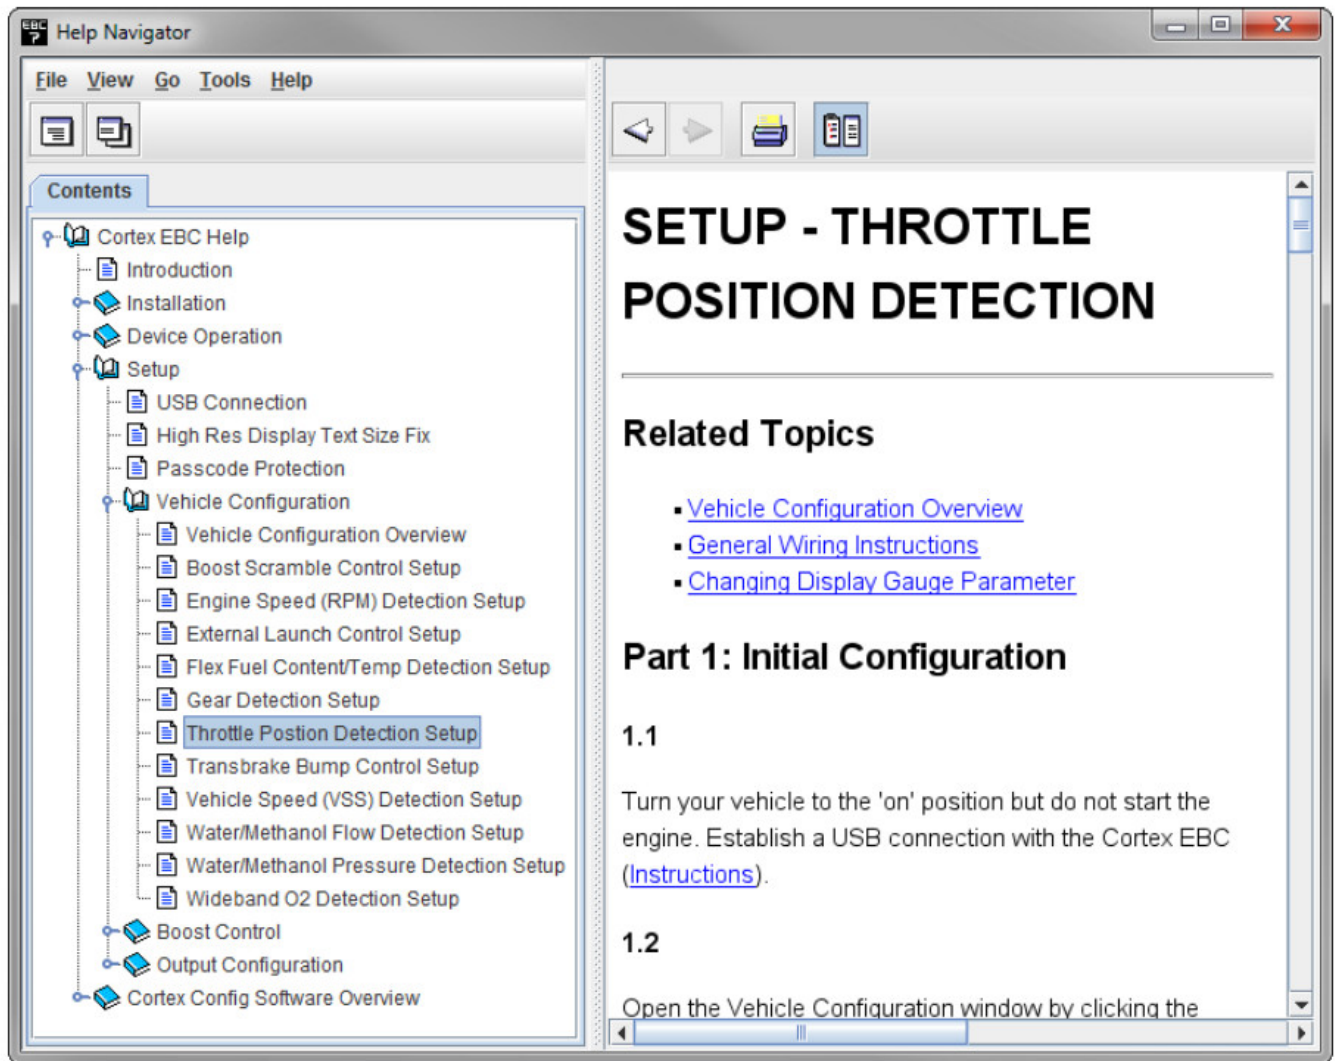 EBC
?
Help Navigator
File View Go Tools Help
Contents
Cortex EBC Help
Introduction
Installation
Device Operation
Setup
USB Connection
High Res Display Text Size Fix
Passcode Protection
Vehicle Configuration
Vehicle Configuration Overview
Boost Scramble Control Setup
Engine Speed (RPM) Detection Setup
External Launch Control Setup
Flex Fuel Content/Temp Detection Setup
Gear Detection Setup
Throttle Postion Detection Setup
Transbrake Bump Control Setup
Vehicle Speed (VSS) Detection Setup
Water/Methanol Flow Detection Setup
Water/Methanol Pressure Detection Setup
Wideband O2 Detection Setup
Boost Control
Output Configuration
Cortex Config Software Overview
SETUP - THROTTLE
POSITION DETECTION
Related Topics
Vehicle Configuration Overview
General Wiring Instructions
Changing Display Gauge Parameter
Part 1: Initial Configuration
1.1
Turn your vehicle to the 'on' position but do not start the
engine. Establish a USB connection with the Cortex EBC
(Instructions).
1.2
Open the Vehicle Configuration window by clicking the